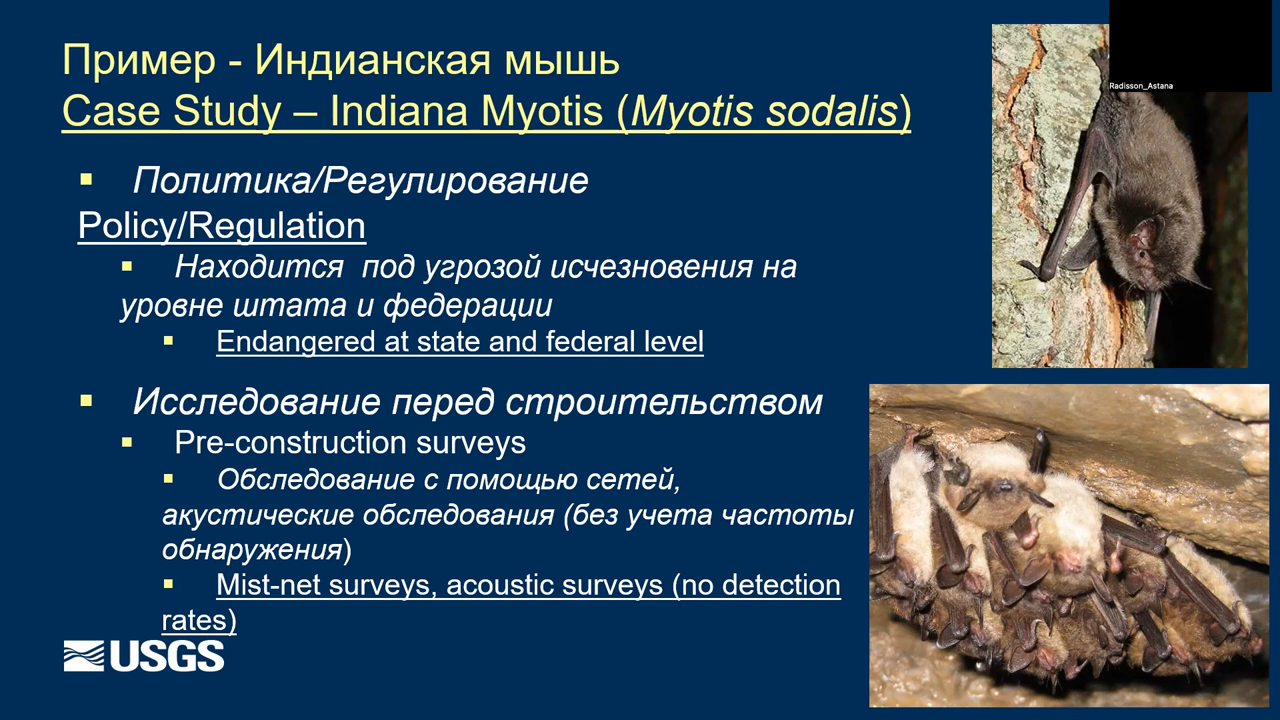 Пример - Индианская мышь
Case Study – Indiana Myotis (Myotis sodalis)
Radisson_Astana
▪ Политика/Регулирование
Policy/Regulation
▪ Находится под угрозой исчезновения на
уровне штата и федерации
▪ Endangered at state and federal level
▪ Исследование перед строительством
▪ Pre-construction surveys
▪ Обследование с помощью сетей,
акустические обследования (без учета частоты
обнаружения)
▪ Mist-net surveys, acoustic surveys (no detection
rates)
USGS